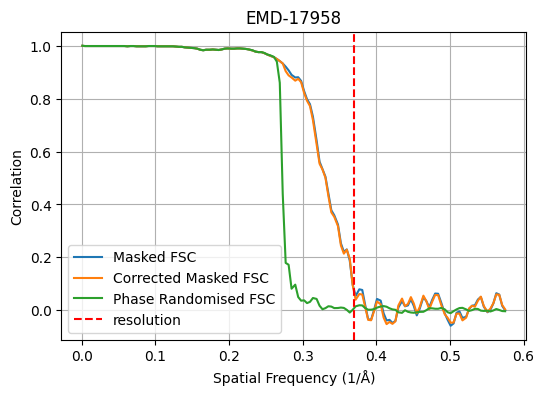 EMD-17958
1.0
0.8
0.6
0.4
0.2
0.0
Correlation
Masked FSC
Corrected Masked FSC
Phase Randomised FSC
resolution
0.0 0.1 0.2 0.3 0.4 0.5 0.6
Spatial Frequency (1/Å)